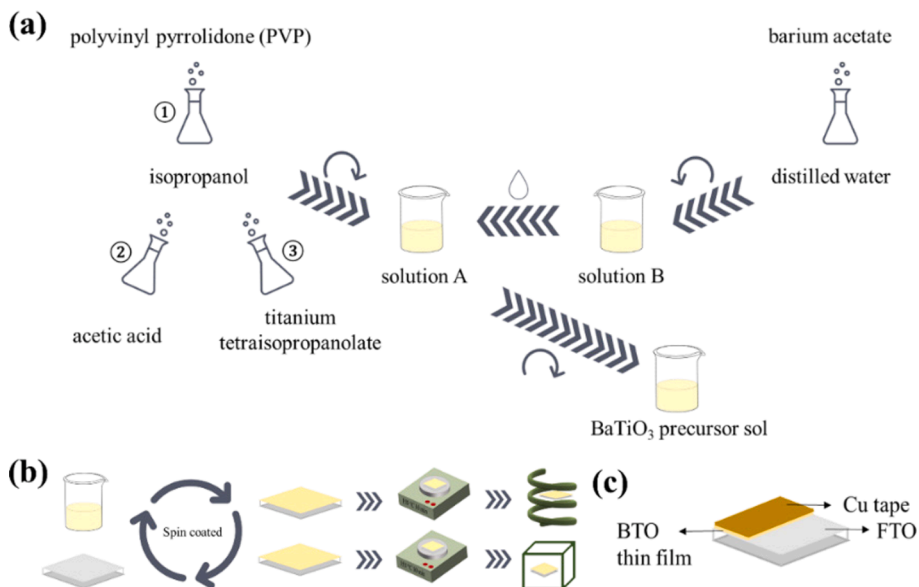 (a)
polyvinyl pyrrolidone (PVP)
barium acetate
①
isopropanol
distilled water
②
③
solution A
solution B
acetic acid
titanium
tetraisopropanolate
BaTiO₃ precursor sol
(b)
Spin coated
(c)
Cu tape
BTO
thin film
FTO